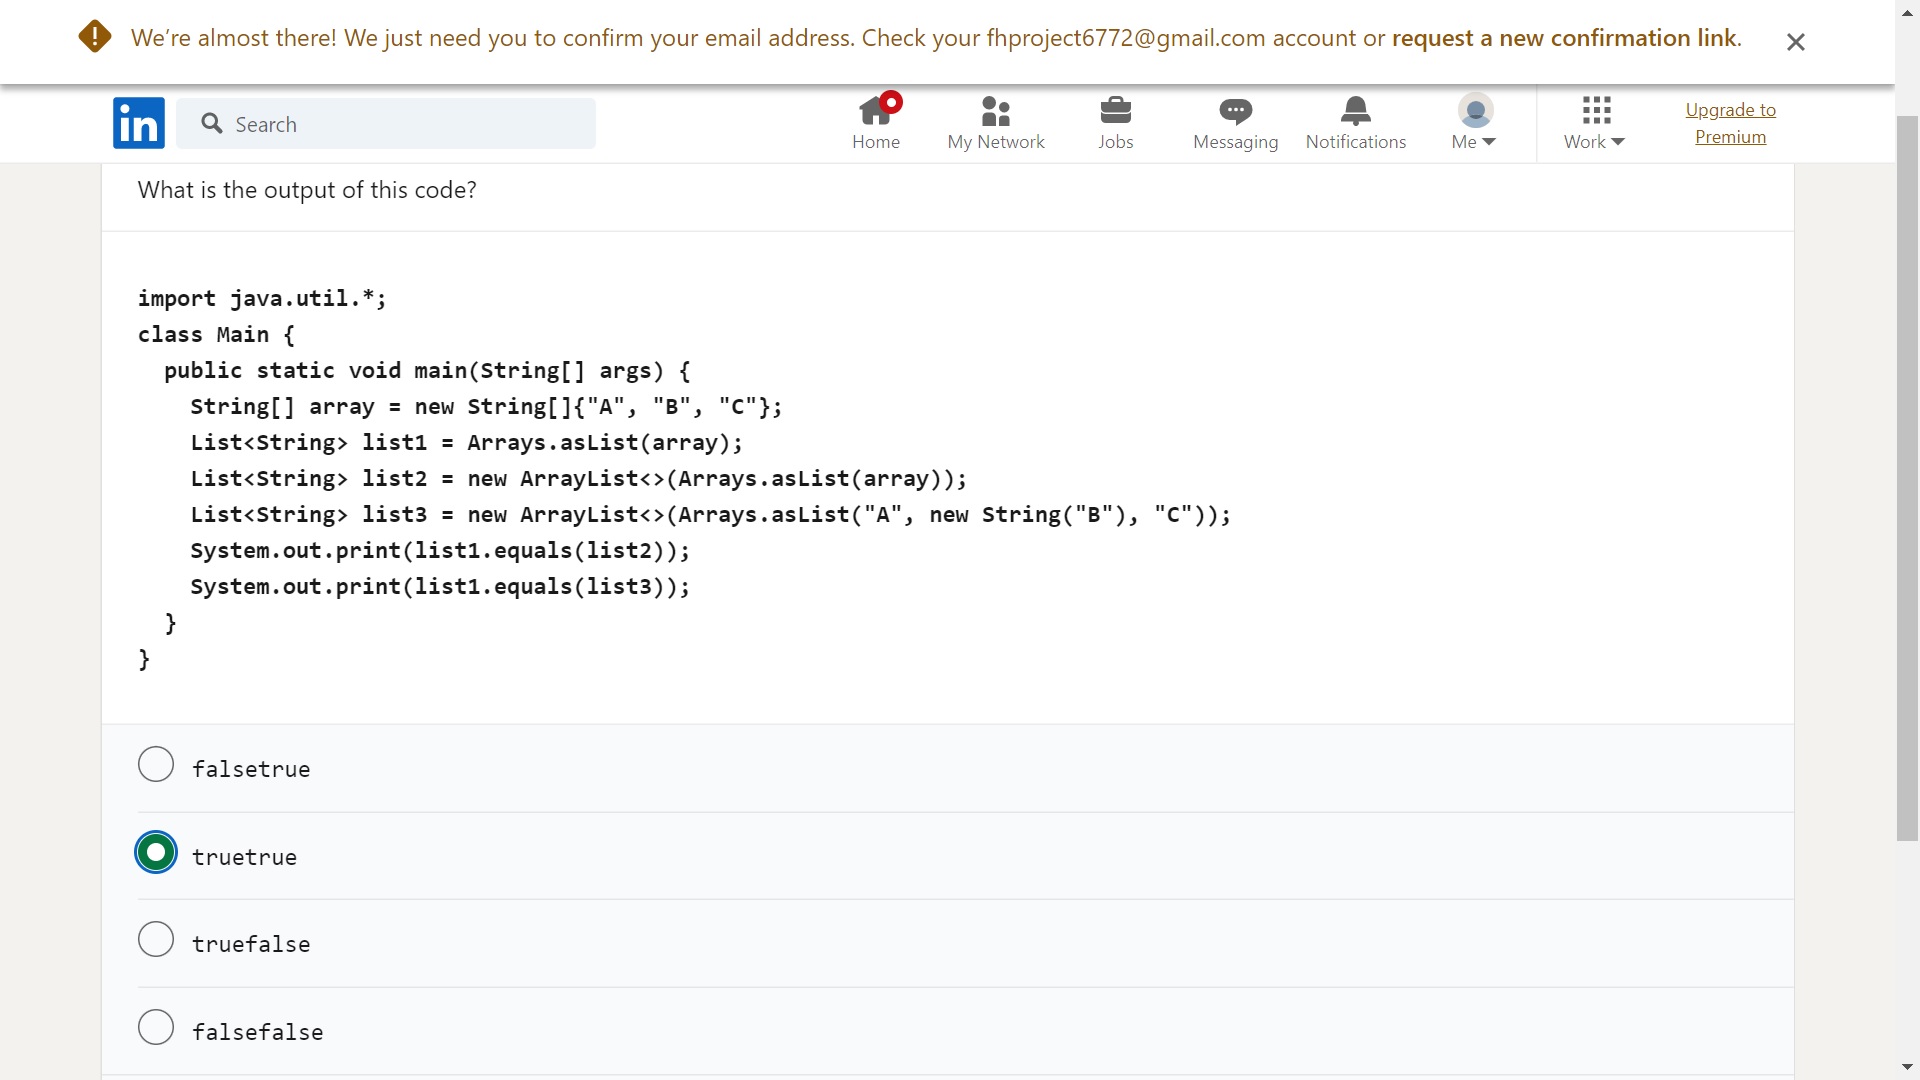 We’re almost there! We just need you to confirm your email address. Check your fhproject6772@gmail.com account or request a new confirmation link.
in
Search
Home
My Network
Jobs
Messaging
Notifications
Me
Work
Upgrade to
Premium
What is the output of this code?
import java.util.*;
class Main {
  public static void main(String[] args) {
    String[] array = new String[]{"A", "B", "C"};
    List<String> list1 = Arrays.asList(array);
    List<String> list2 = new ArrayList<>(Arrays.asList(array));
    List<String> list3 = new ArrayList<>(Arrays.asList("A", new String("B"), "C"));
    System.out.print(list1.equals(list2));
    System.out.print(list1.equals(list3));
  }
}
falsetrue
truetrue
truefalse
falsefalse